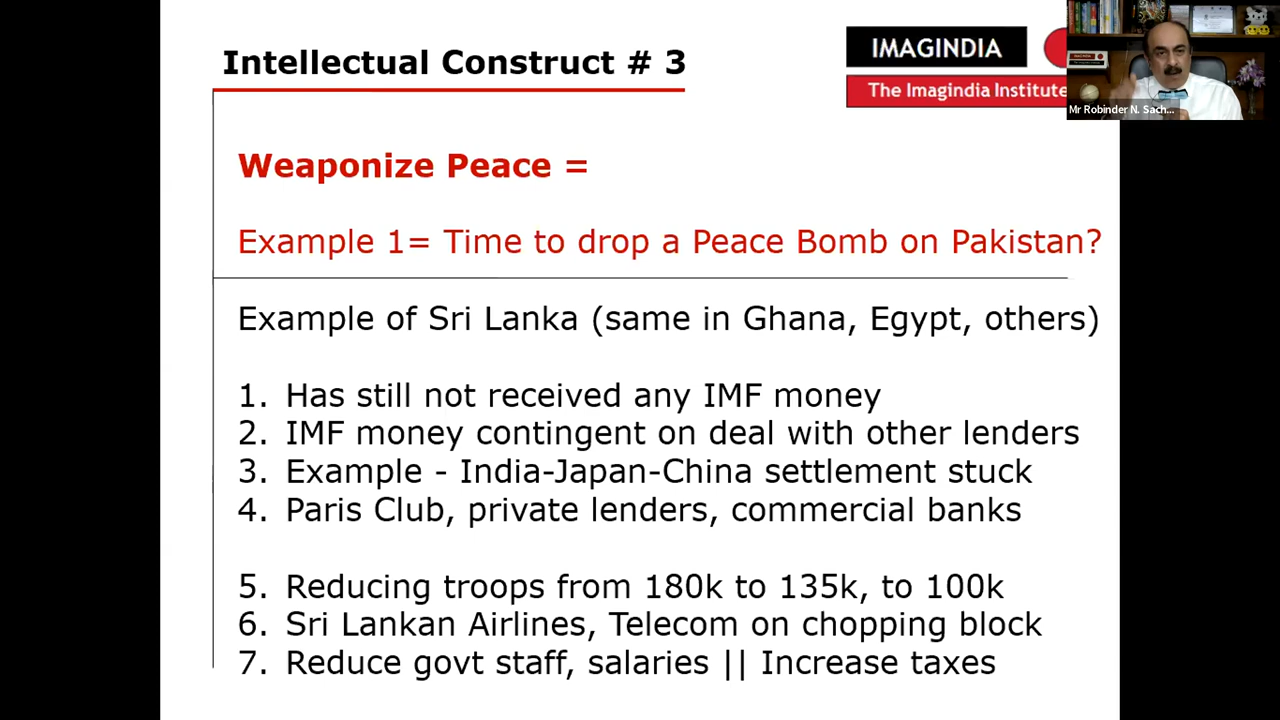 Intellectual Construct # 3
IMAGINDIA
The Imagindia Institute
Mr Robinder N. Sach...
Weaponize Peace =
Example 1= Time to drop a Peace Bomb on Pakistan?
Example of Sri Lanka (same in Ghana, Egypt, others)
1. Has still not received any IMF money
2. IMF money contingent on deal with other lenders
3. Example - India-Japan-China settlement stuck
4. Paris Club, private lenders, commercial banks
5. Reducing troops from 180k to 135k, to 100k
6. Sri Lankan Airlines, Telecom on chopping block
7. Reduce govt staff, salaries || Increase taxes